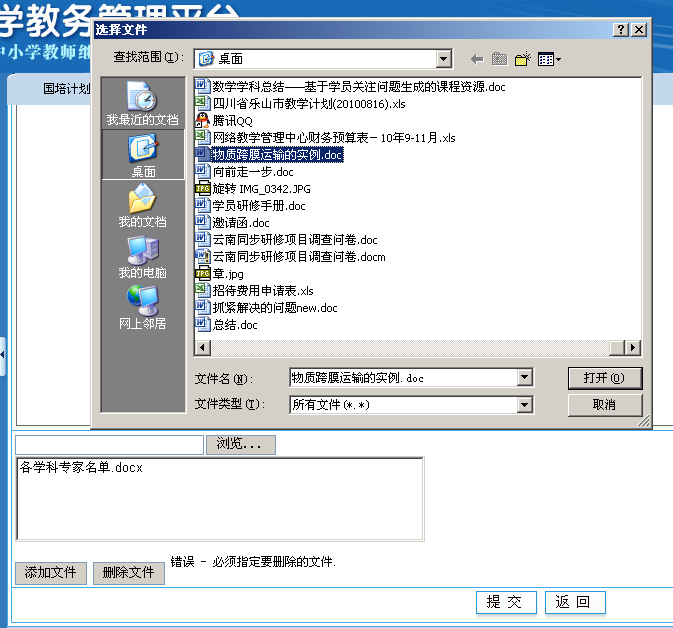 学教务管理平台
中小学教师继
国培计划
选择文件
查找范围(I):
桌面
我最近的文档
桌面
我的文档
我的电脑
网上邻居
数学学科总结——基于学员关注问题生成的课程资源.doc
四川省乐山市教学计划(20100816).xls
腾讯QQ
网络教学管理中心财务预算表－10年9-11月.xls
物质跨膜运输的实例.doc
向前走一步.doc
旋转 IMG_0342.JPG
学员研修手册.doc
邀请函.doc
云南同步研修项目调查问卷.doc
云南同步研修项目调查问卷.docm
章.jpg
招待费用申请表.xls
抓紧解决的问题new.doc
总结.doc
文件名(N):
物质跨膜运输的实例.doc
打开(O)
文件类型(T):
所有文件(*.*)
取消
浏览...
各学科专家名单.docx
添加文件
删除文件
错误 - 必须指定要删除的文件.
提 交
返 回